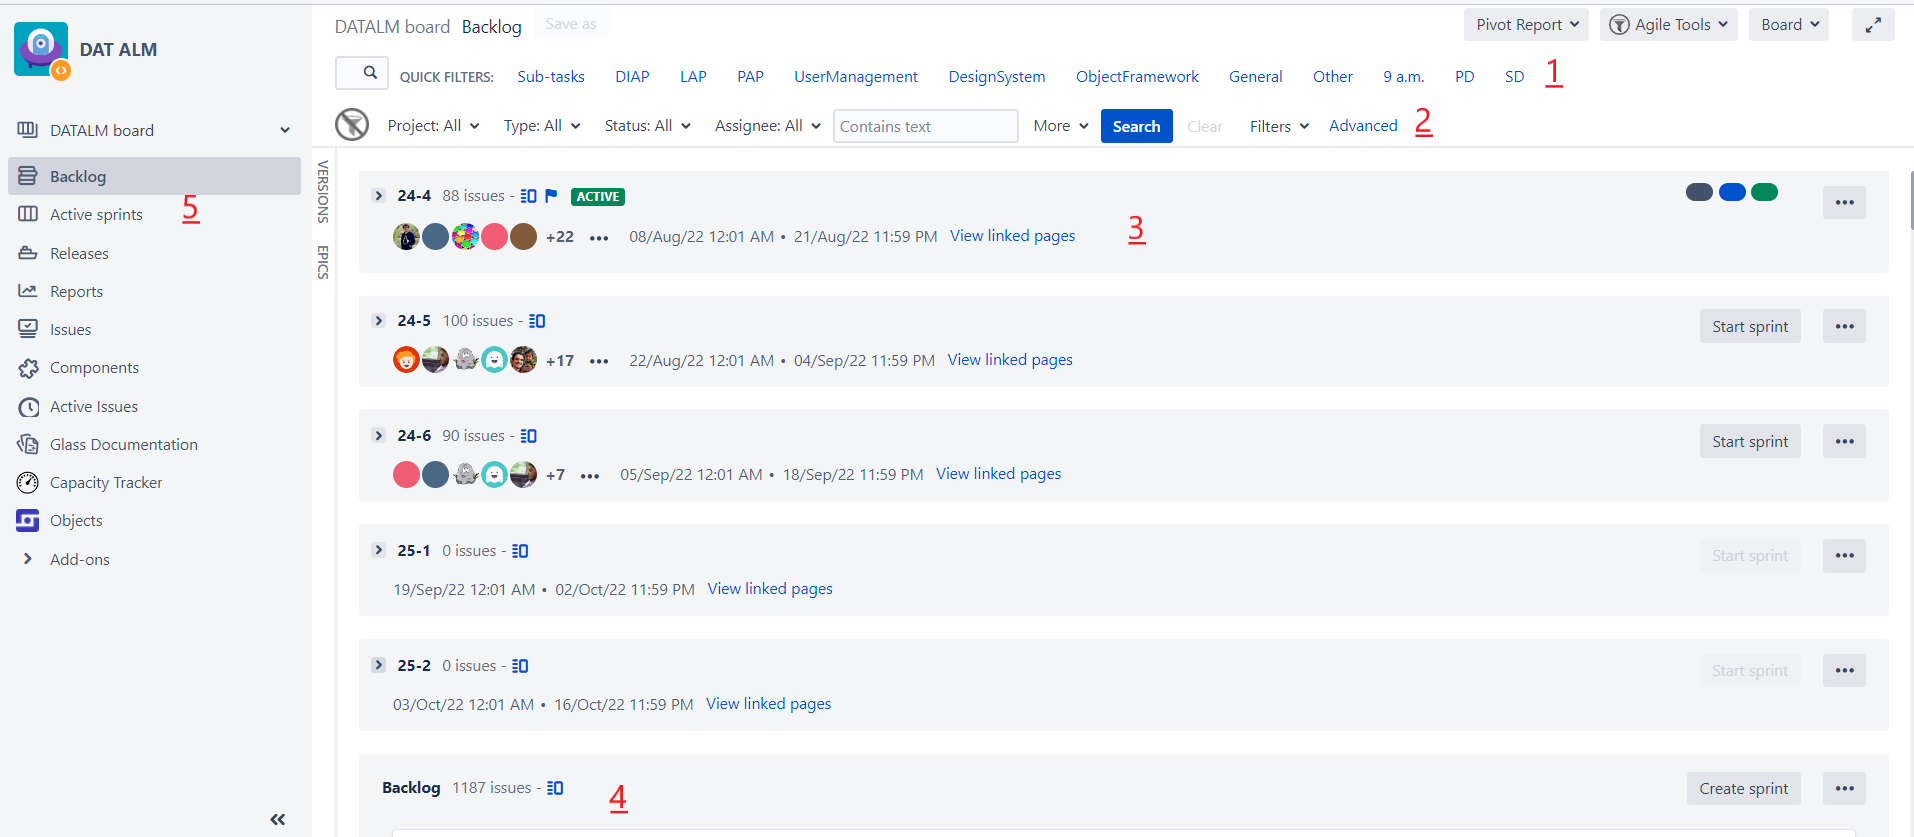 DAT ALM
DATALM board
Backlog
Active sprints
5
Releases
Reports
Issues
Components
Active Issues
Glass Documentation
Capacity Tracker
Objects
Add-ons
DATALM board Backlog Save as
Pivot Report Agile Tools Board
QUICK FILTERS: Sub-tasks DIAP LAP PAP UserManagement DesignSystem ObjectFramework General Other 9 a.m. PD SD 1
Project: All Type: All Status: All Assignee: All Contains text More Search Clear Filters Advanced 2
VERSIONS
EPICS
24-4 88 issues - ACTIVE
+22 ••• 08/Aug/22 12:01 AM • 21/Aug/22 11:59 PM View linked pages 3
24-5 100 issues - Start sprint •••
+17 ••• 22/Aug/22 12:01 AM • 04/Sep/22 11:59 PM View linked pages
24-6 90 issues - Start sprint •••
+7 ••• 05/Sep/22 12:01 AM • 18/Sep/22 11:59 PM View linked pages
25-1 0 issues - Start sprint •••
19/Sep/22 12:01 AM • 02/Oct/22 11:59 PM View linked pages
25-2 0 issues - Start sprint •••
03/Oct/22 12:01 AM • 16/Oct/22 11:59 PM View linked pages
Backlog 1187 issues - 4 Create sprint •••